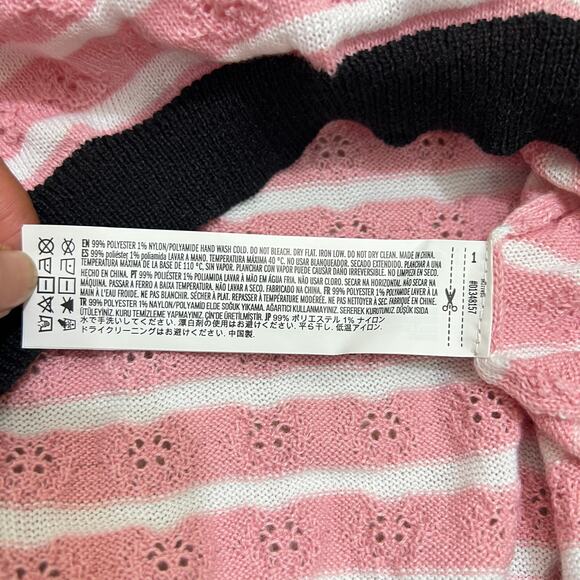 EN 99% POLYESTER 1% NYLON/POLYAMIDE HAND WASH COLD. DO NOT BLEACH. DRY FLAT. IRON LOW. DO NOT DRY CLEAN. MADE IN CHINA.
ES 99% poliéster 1% poliamida LAVAR A MANO. TEMPERATURA MÁXIMA 40 °C. NO USAR BLANQUEADOR. SECADO EXTENDIDO. PLANCHAR A UNA
TEMPERATURA MÁXIMA DE LA BASE DE 110 °C, SIN VAPOR. PLANCHAR CON VAPOR PUEDE CAUSAR DAÑO IRREVERSIBLE. NO LIMPIEN EN SECO.
HECHO EN CHINA. PT 99% POLIÉSTER 1% POLIAMIDA LAVAR À MÃO EM ÁGUA FRIA. NÃO USAR CLORO. SECAR NA HORIZONTAL. NÃO SECAR NA
MÁQUINA. PASSAR A FERRO A BAIXA TEMPERATURA. NÃO LAVAR A SECO. FABRICADO NA CHINA. FR 99% POLYESTER 1% POLYAMIDE LAVER À LA
MAIN À L'EAU FROIDE. NE PAS BLANCHIR. SÉCHER À PLAT. REPASSER À TEMPÉRATURE MODÉRÉE. NE PAS NETTOYER À SEC. FABRIQUÉ EN CHINE.
TR 99% POLYESTER 1% NAYLON/POLYAMID ELDE SOĞUK YIKAMA. AĞARTICI KULLANMAYINIZ. SEREREK KURUTUNUZ. DÜŞÜK ISIDA
ÜTÜLEYİNİZ. KURU TEMİZLEME YAPMAYINIZ. ÇİN'DE ÜRETİLMİŞTİR. JP 99% ポリエステル 1% ナイロン
水で手洗いしてください. 漂白剤の使用はお避けください. 平らに干し. 低温アイロン.
ドライクリーニングはお避けください. 中国製.
1
#ID348157